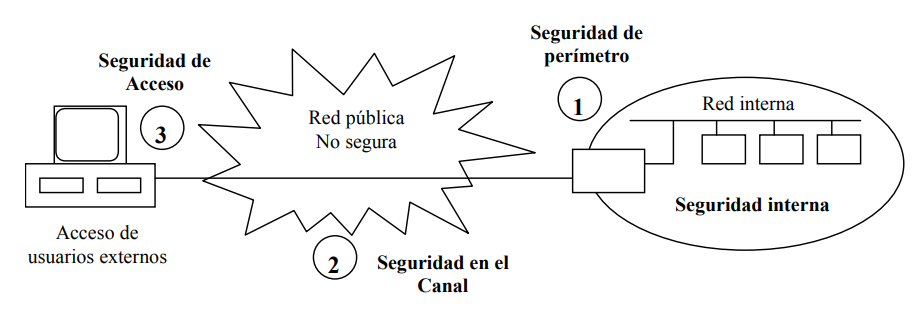 Seguridad de
perímetro
Seguridad de
Acceso
1
Red interna
3
Red pública
No segura
Seguridad interna
Acceso de
usuarios externos
2
Seguridad en el
Canal